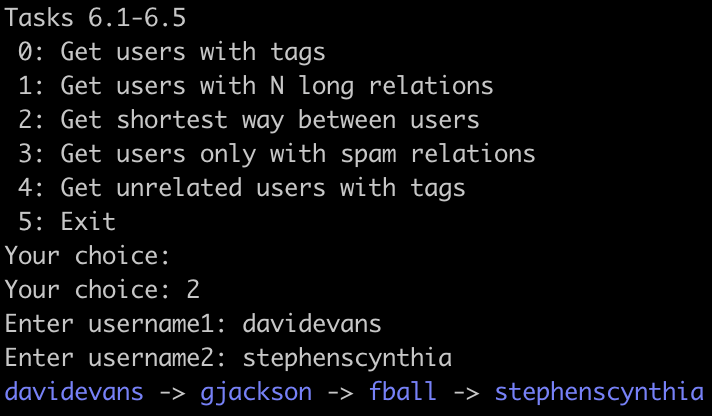 Tasks 6.1-6.5
0: Get users with tags
1: Get users with N long relations
2: Get shortest way between users
3: Get users only with spam relations
4: Get unrelated users with tags
5: Exit
Your choice:
Your choice: 2
Enter username1: davidevans
Enter username2: stephenscynthia
davidevans -> gjackson -> fball -> stephenscynthia